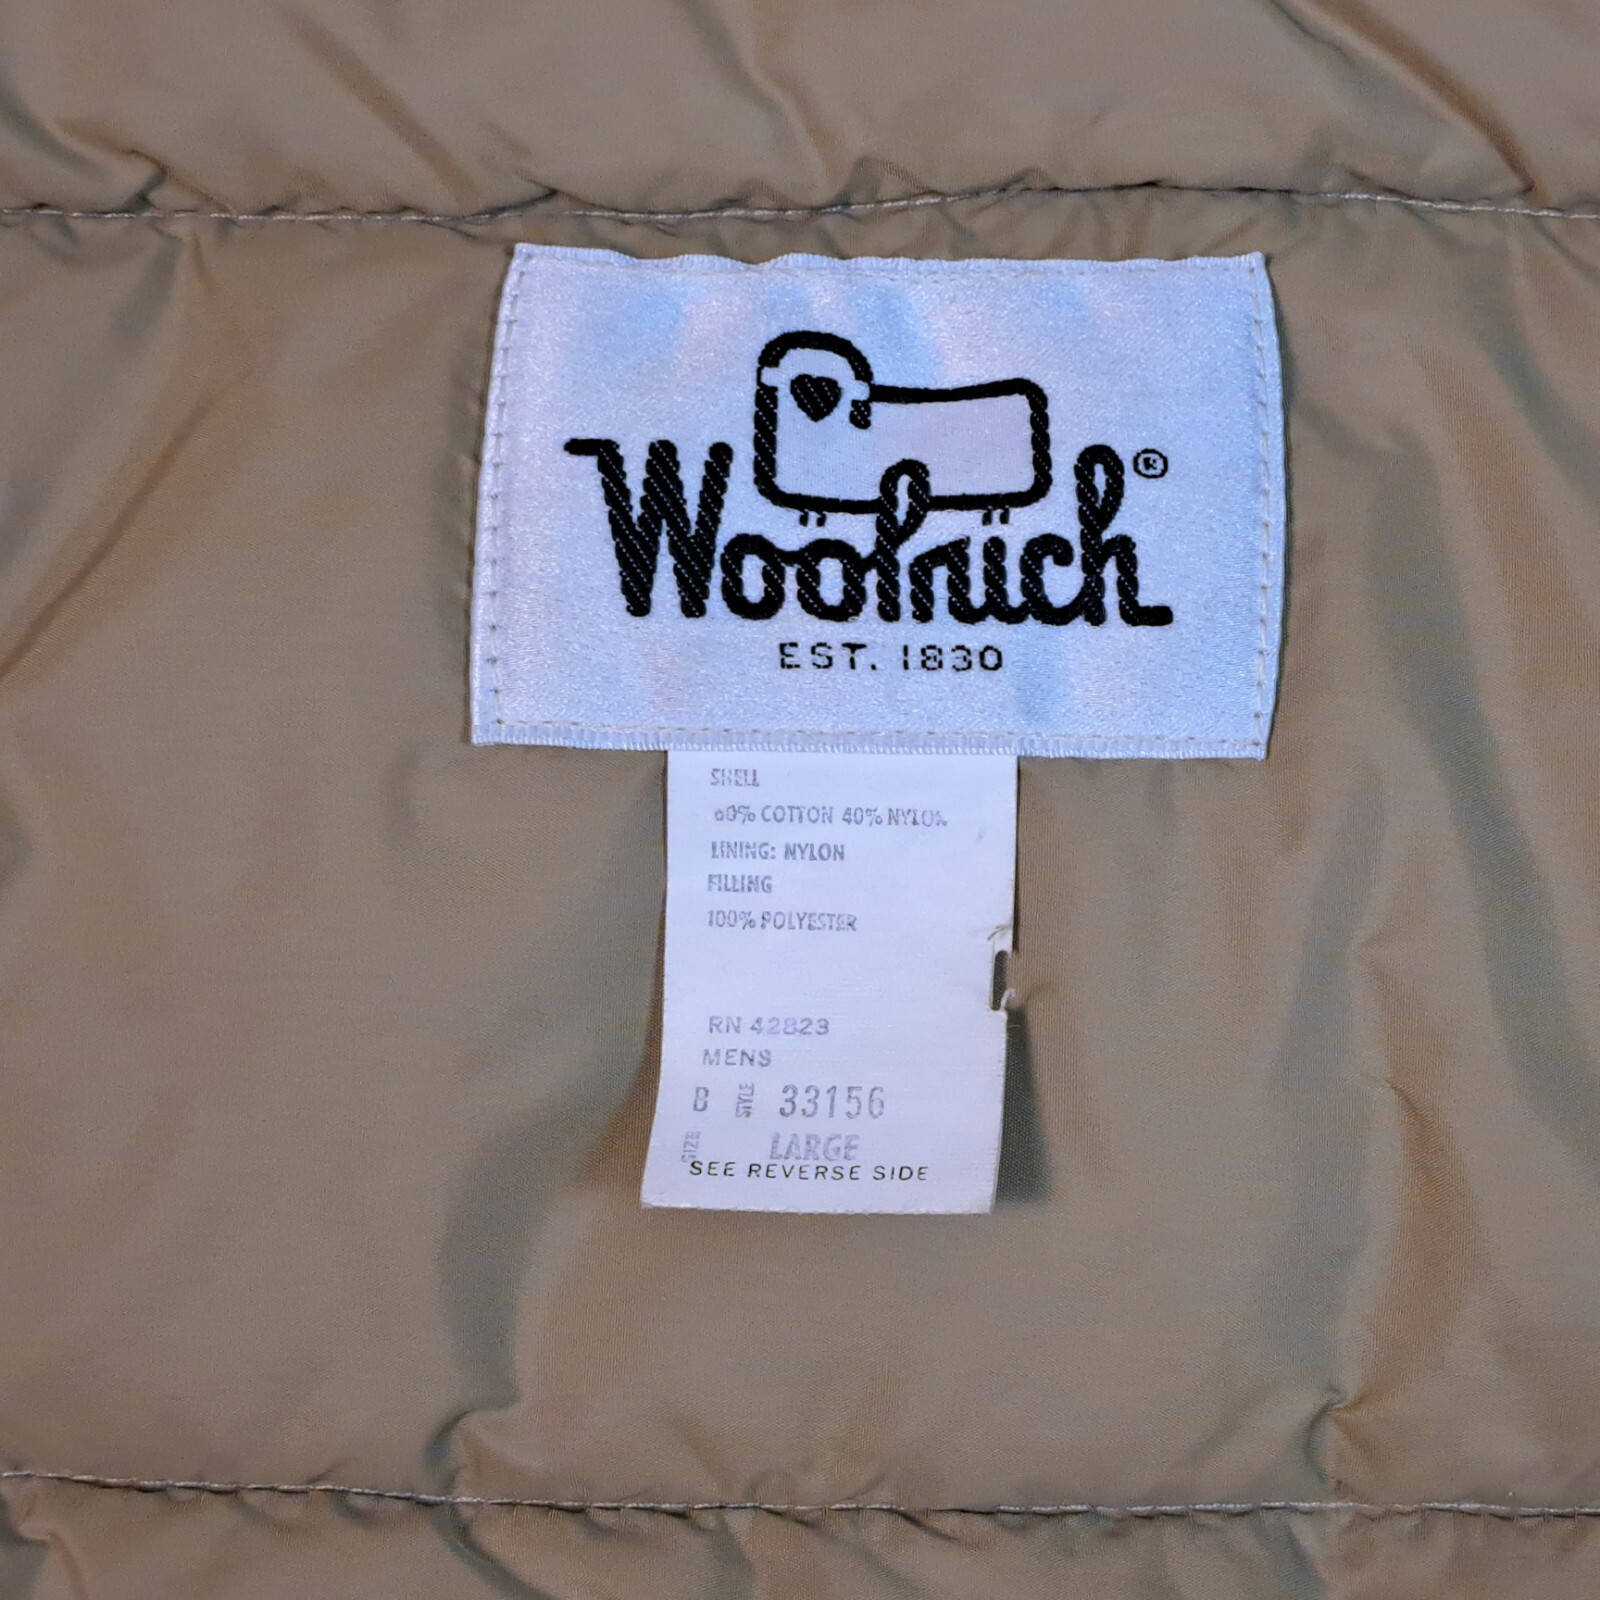 Woolrich®
EST. 1830
SHELL
60% COTTON 40% NYLON
LINING: NYLON
FILLING
100% POLYESTER
RN 42823
MENS
B STYLE 33156
SIZE LARGE
SEE REVERSE SIDE